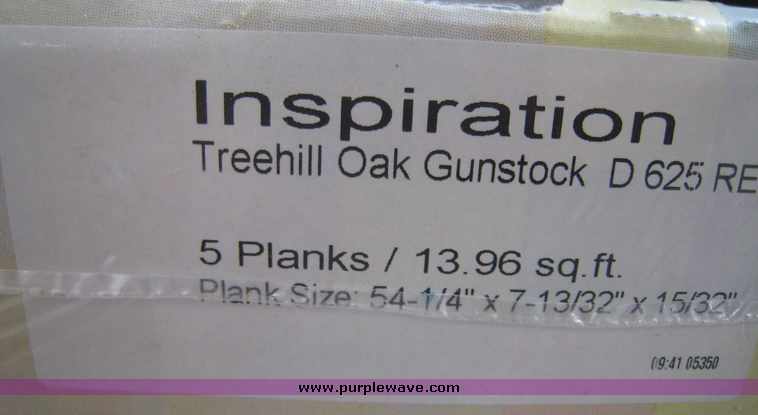 Inspiration
Treehill Oak Gunstock D 625 RE
5 Planks / 13.96 sq.ft.
Plank Size: 54-1/4" x 7-13/32" x 15/32"
09:41 05350
www.purplewave.com